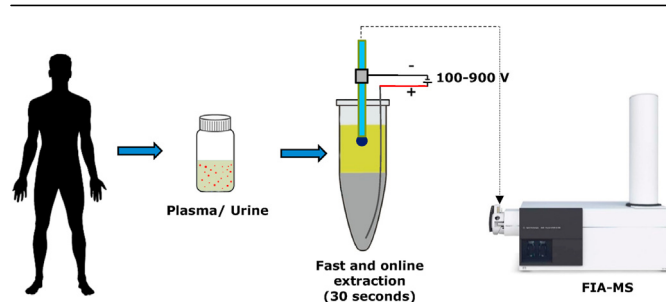 -
100-900 V
+
Plasma/ Urine
Fast and online
extraction
(30 seconds)
FIA-MS